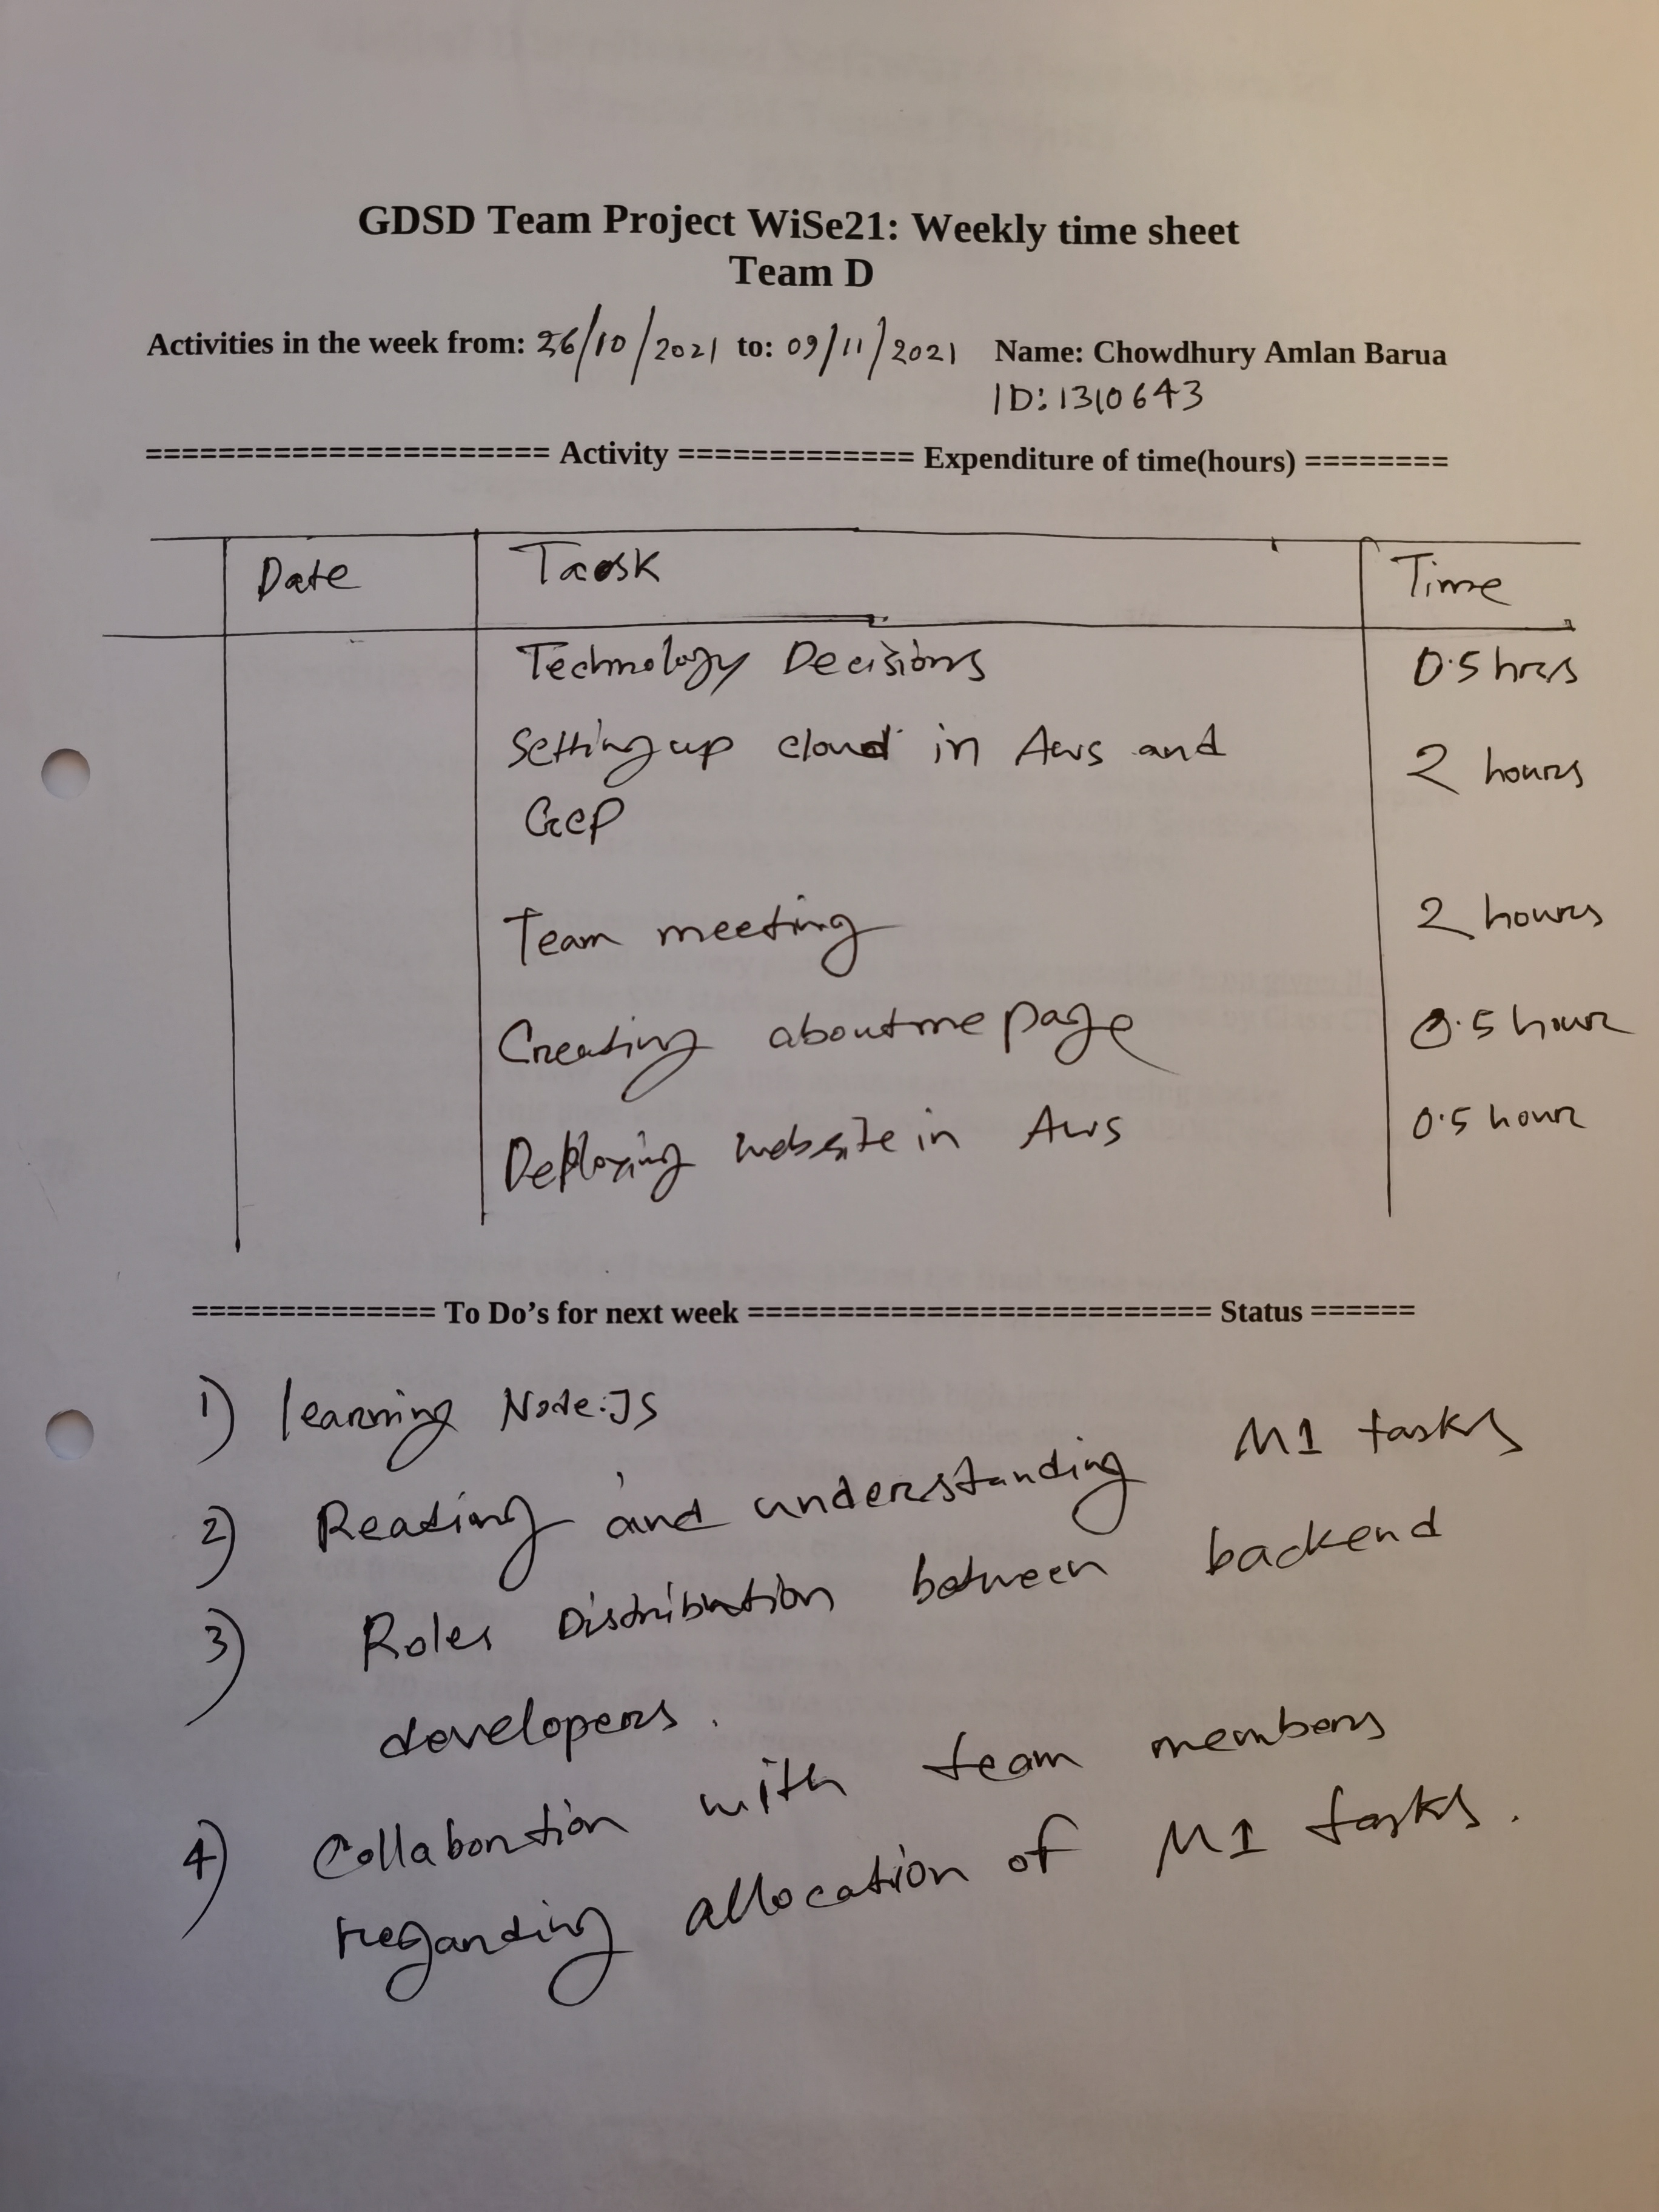 GDSD Team Project WiSe21: Weekly time sheet
Team D
Activities in the week from: 26/10/2021 to: 09/11/2021 Name: Chowdhury Amlan Barua
ID: 1310643
====================== Activity ============= Expenditure of time(hours) ========
Date Task Time
Technology Decisions 0.5 hrs
Setting up cloud in Aws and 2 hours
GCP
Team meeting 2 hours
Creating aboutme page 0.5 hour
Deploying website in Aws 0.5 hour
============== To Do's for next week ========================== Status ======
1) learning Node.JS
2) Reading and understanding M1 tasks
3) Roles Distribution between backend
developers.
4) Collaboration with team members
regarding allocation of M1 tasks.